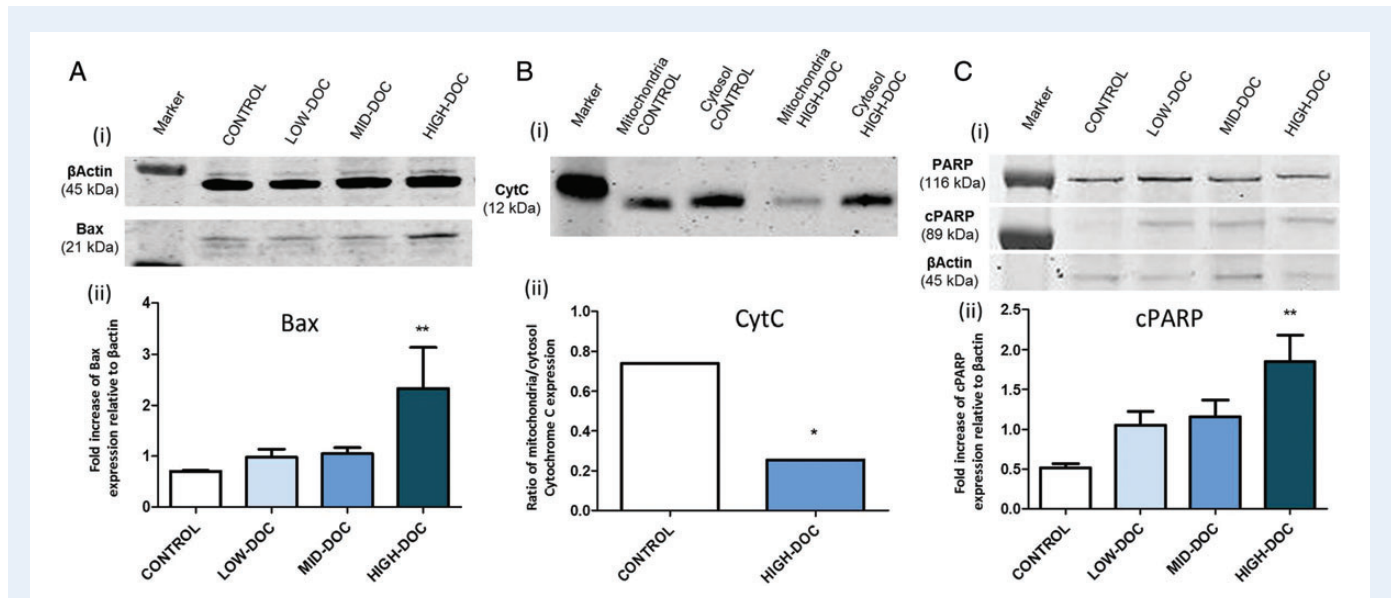 A
(i)
Marker
CONTROL
LOW-DOC
MID-DOC
HIGH-DOC
βActin
(45 kDa)
Bax
(21 kDa)
(ii)
Bax
Fold increase of Bax
expression relative to βactin
4
3
2
1
0
**
CONTROL
LOW-DOC
MID-DOC
HIGH-DOC
B
(i)
Marker
Mitochondria
CONTROL
Cytosol
CONTROL
Mitochondria
HIGH-DOC
Cytosol
HIGH-DOC
CytC
(12 kDa)
(ii)
CytC
Ratio of mitochondria/cytosol
Cytochrome C expression
1.0
0.8
0.6
0.4
0.2
0.0
*
CONTROL
HIGH-DOC
C
(i)
Marker
CONTROL
LOW-DOC
MID-DOC
HIGH-DOC
PARP
(116 kDa)
cPARP
(89 kDa)
βActin
(45 kDa)
(ii)
cPARP
Fold increase of cPARP
expression relative to βactin
2.5
2.0
1.5
1.0
0.5
0.0
**
CONTROL
LOW-DOC
MID-DOC
HIGH-DOC